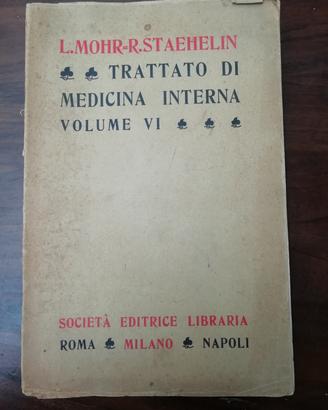 L.MOHR=R.STAEHELIN
TRATTATO DI
MEDICINA INTERNA
VOLUME VI
SOCIETÀ EDITRICE LIBRARIA
ROMA MILANO NAPOLI